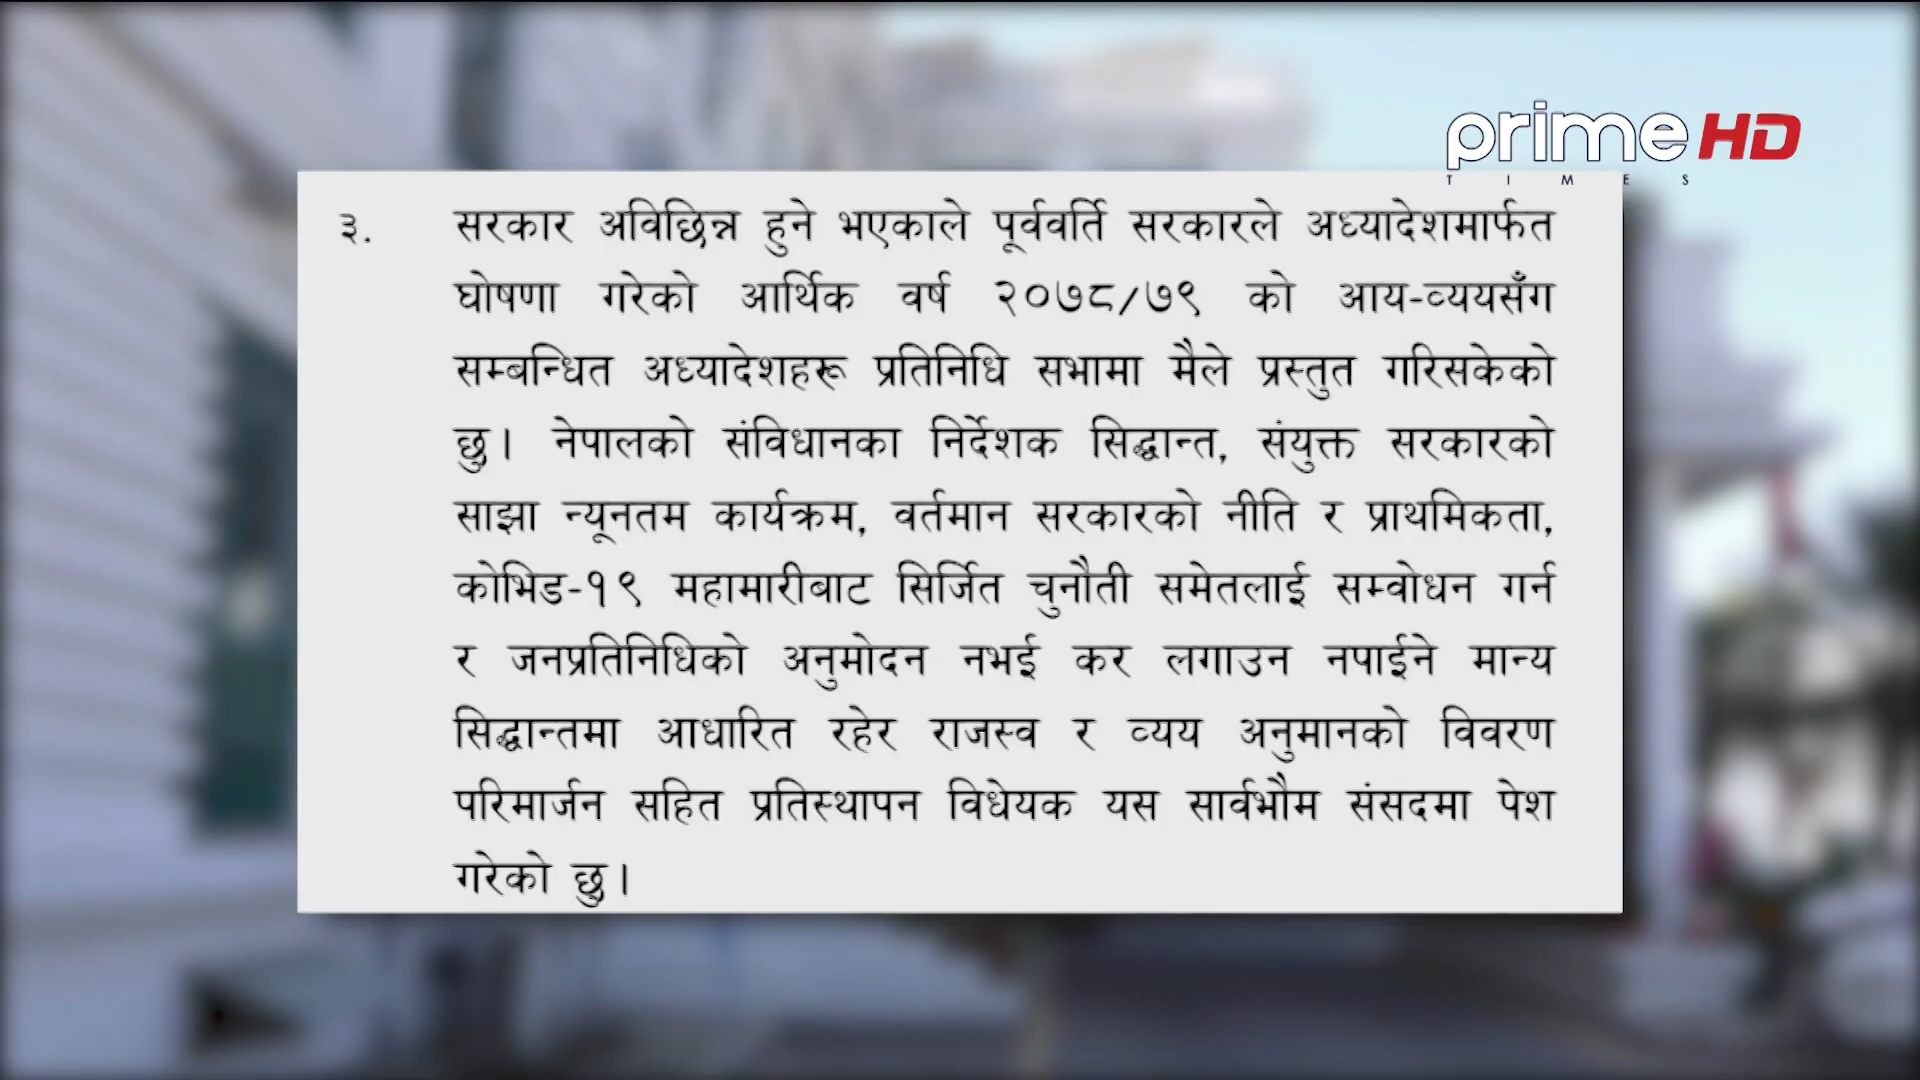 prime HD
TIMES
३. सरकार अविछिन्न हुने भएकाले पूर्ववर्ति सरकारले अध्यादेशमार्फत
घोषणा गरेको आर्थिक वर्ष २०७८/७९ को आय-व्ययसँग
सम्बन्धित अध्यादेशहरू प्रतिनिधि सभामा मैले प्रस्तुत गरिसकेको
छु। नेपालको संविधानका निर्देशक सिद्धान्त, संयुक्त सरकारको
साझा न्यूनतम कार्यक्रम, वर्तमान सरकारको नीति र प्राथमिकता,
कोभिड-१९ महामारीबाट सिर्जित चुनौती समेतलाई सम्वोधन गर्न
र जनप्रतिनिधिको अनुमोदन नभई कर लगाउन नपाईने मान्य
सिद्धान्तमा आधारित रहेर राजस्व र व्यय अनुमानको विवरण
परिमार्जन सहित प्रतिस्थापन विधेयक यस सार्वभौम संसदमा पेश
गरेको छु।